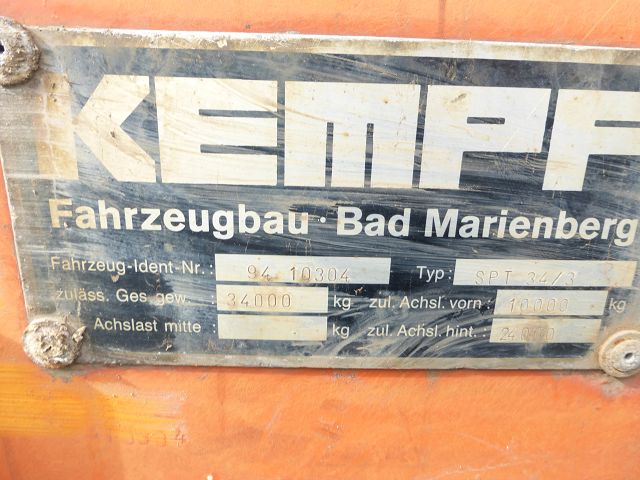 KEMPF
Fahrzeugbau · Bad Marienberg
Fahrzeug-Ident-Nr.: 94 10304 Typ: SPT 34/3
zuläss. Ges. gew.: 34000 kg zul. Achsl. vorn: 10000 kg
Achslast mitte : kg zul. Achsl. hint.: 24000